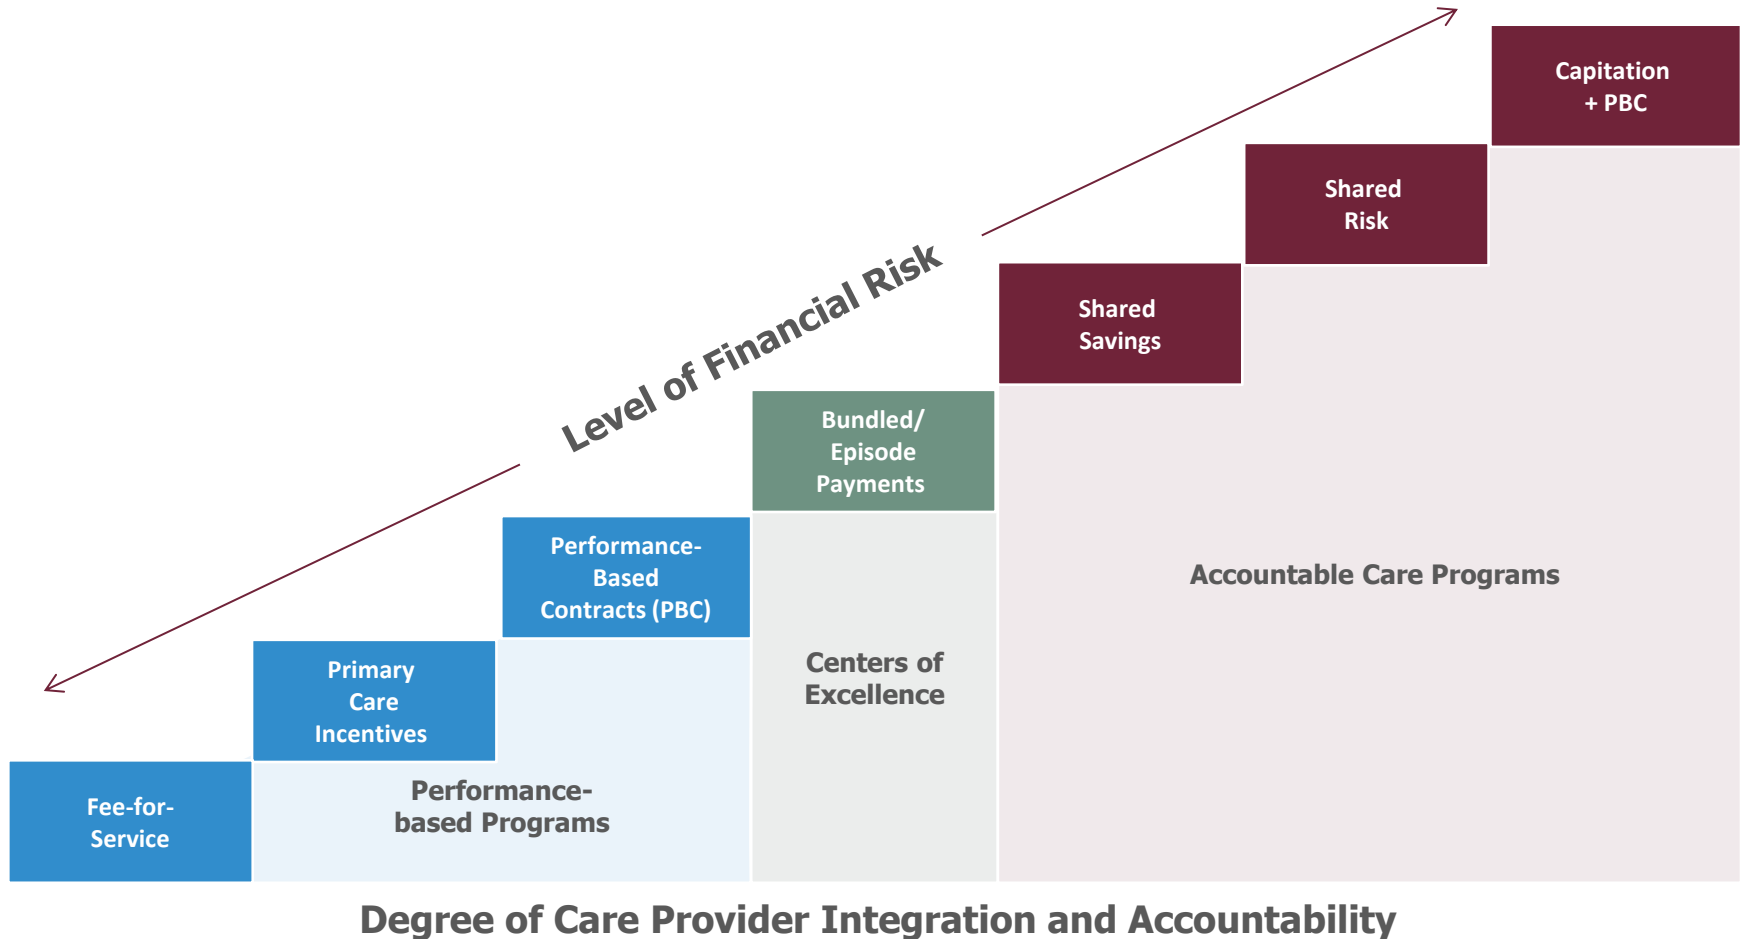 Capitation
+ PBC
Shared
Risk
Shared
Savings
Level of Financial Risk
Bundled/
Episode
Payments
Performance-
Based
Contracts (PBC)
Primary
Care
Incentives
Fee-for-
Service
Performance-
based Programs
Centers of
Excellence
Accountable Care Programs
Degree of Care Provider Integration and Accountability